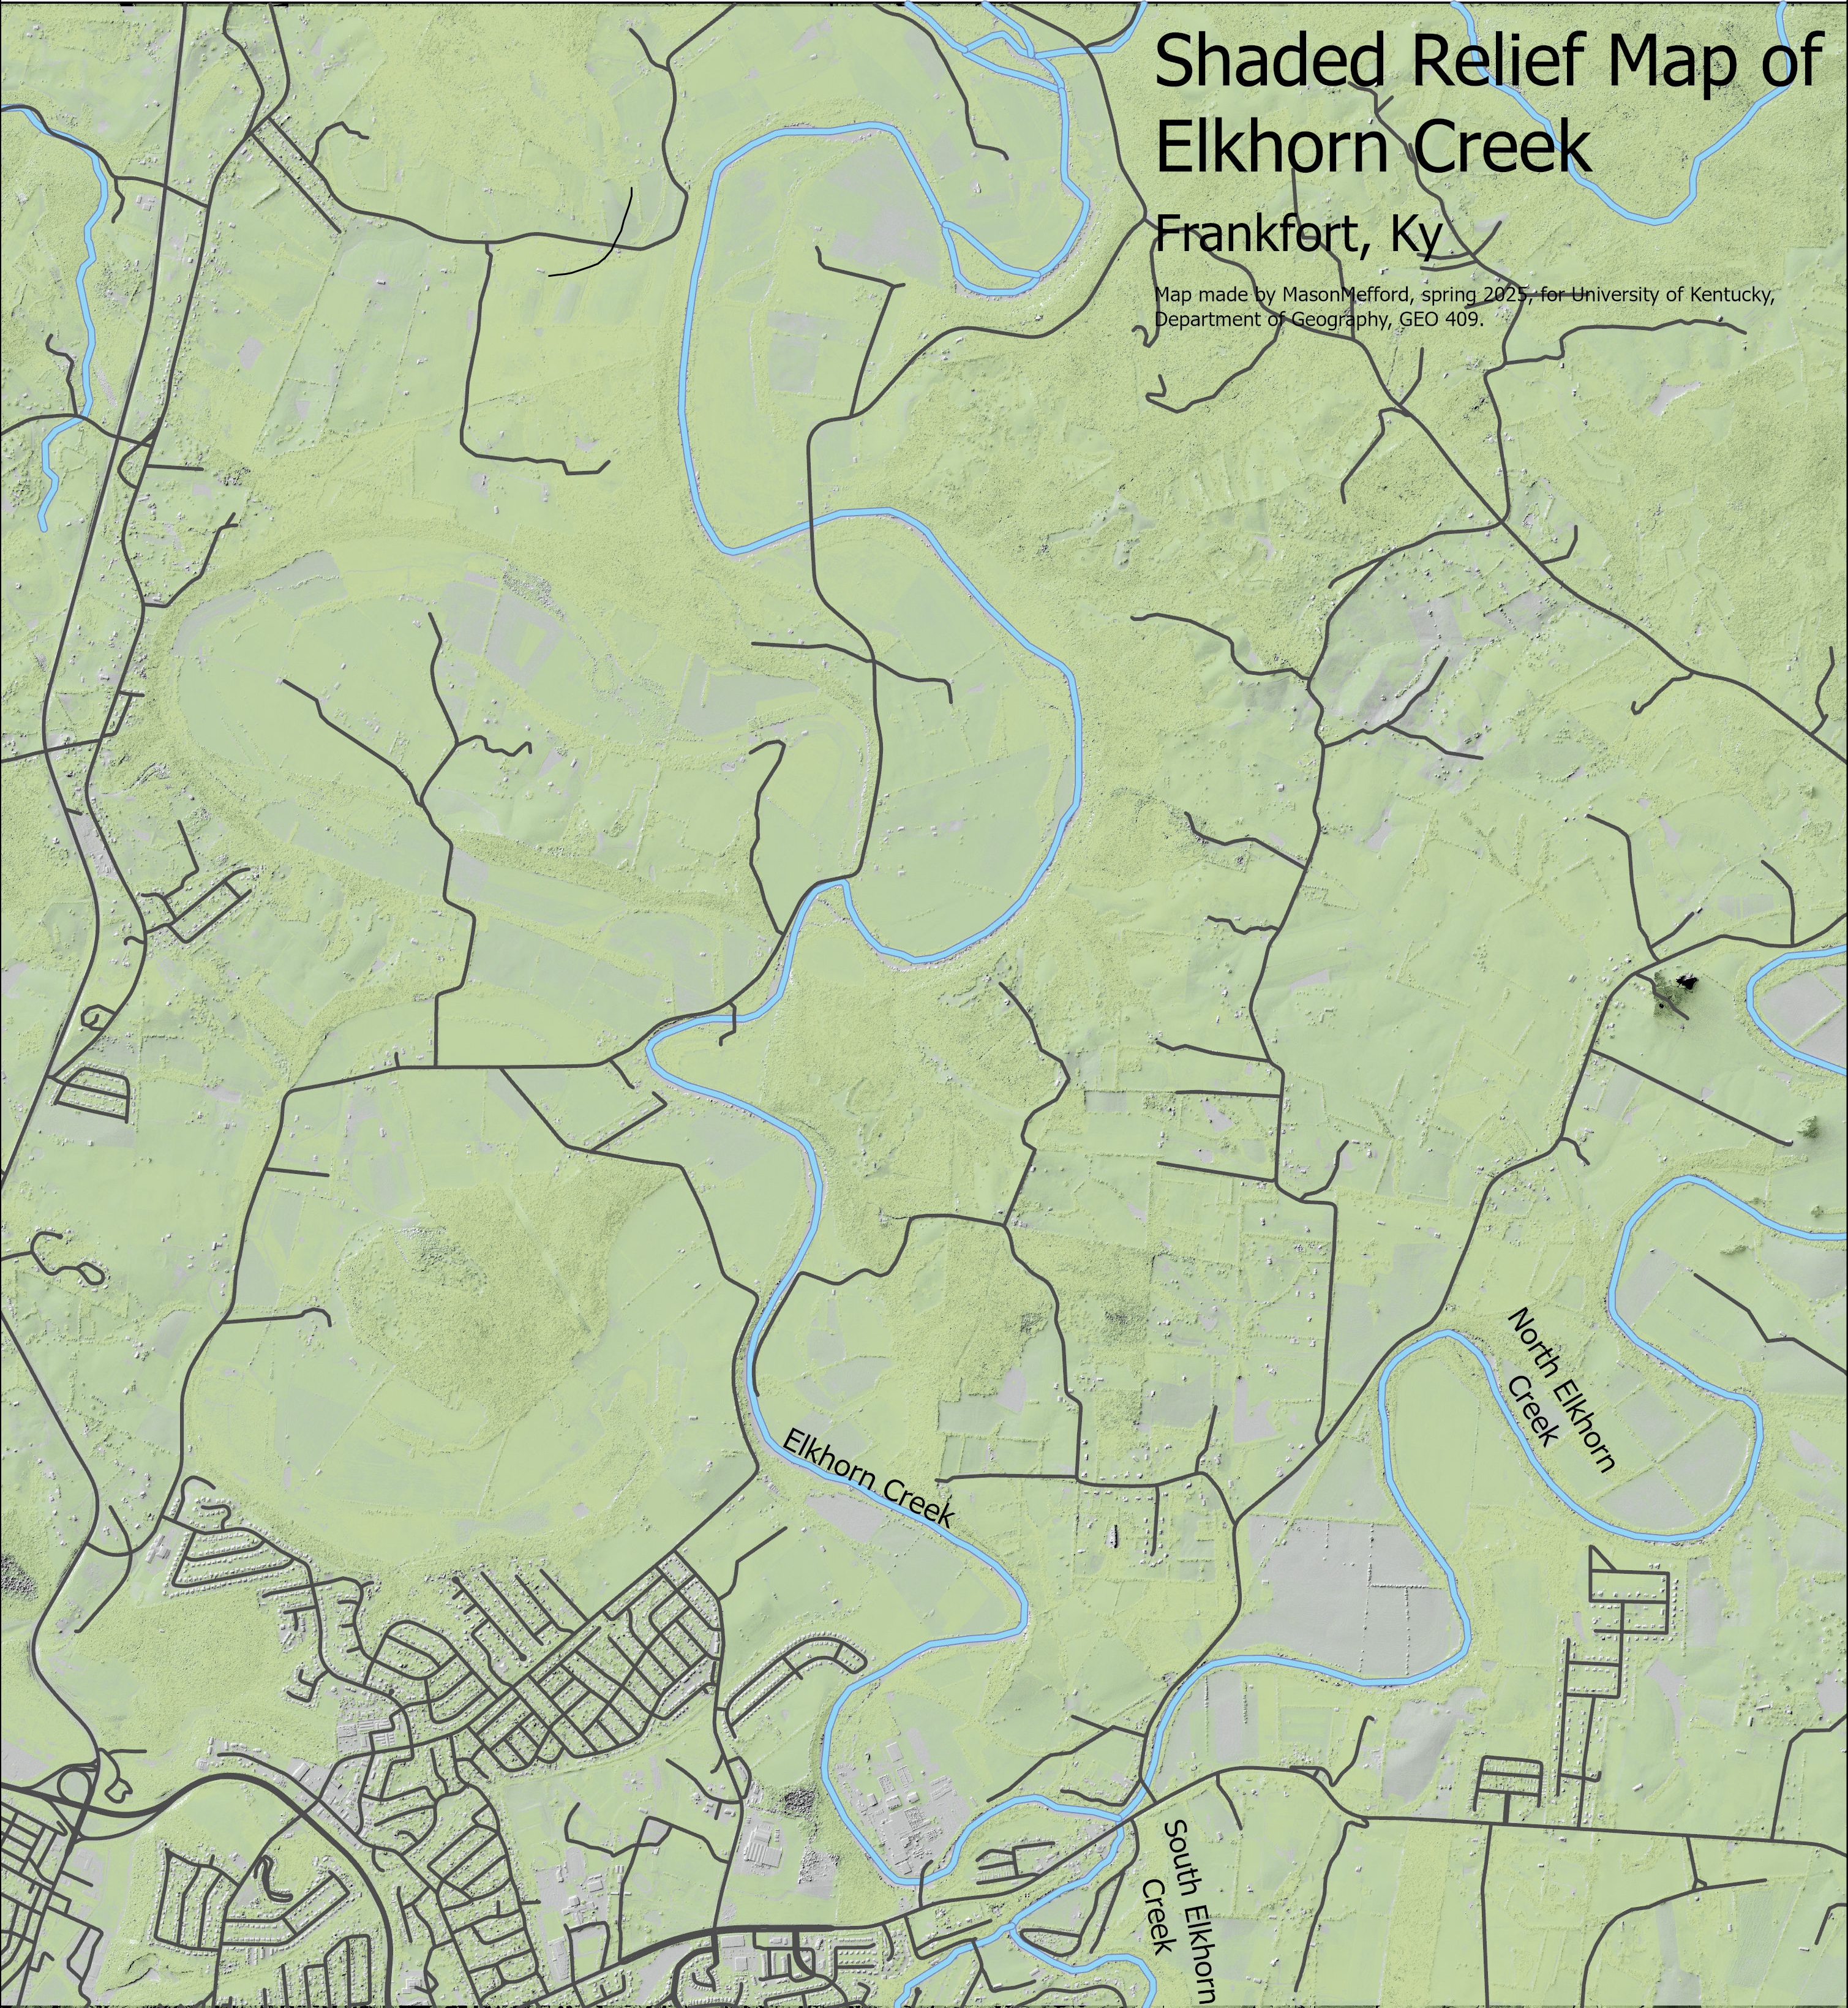 Shaded Relief Map of
Elkhorn Creek
Frankfort, Ky
Map made by MasonMefford, spring 2025, for University of Kentucky,
Department of Geography, GEO 409.
North Elkhorn
Creek
Elkhorn Creek
South Elkhorn
Creek